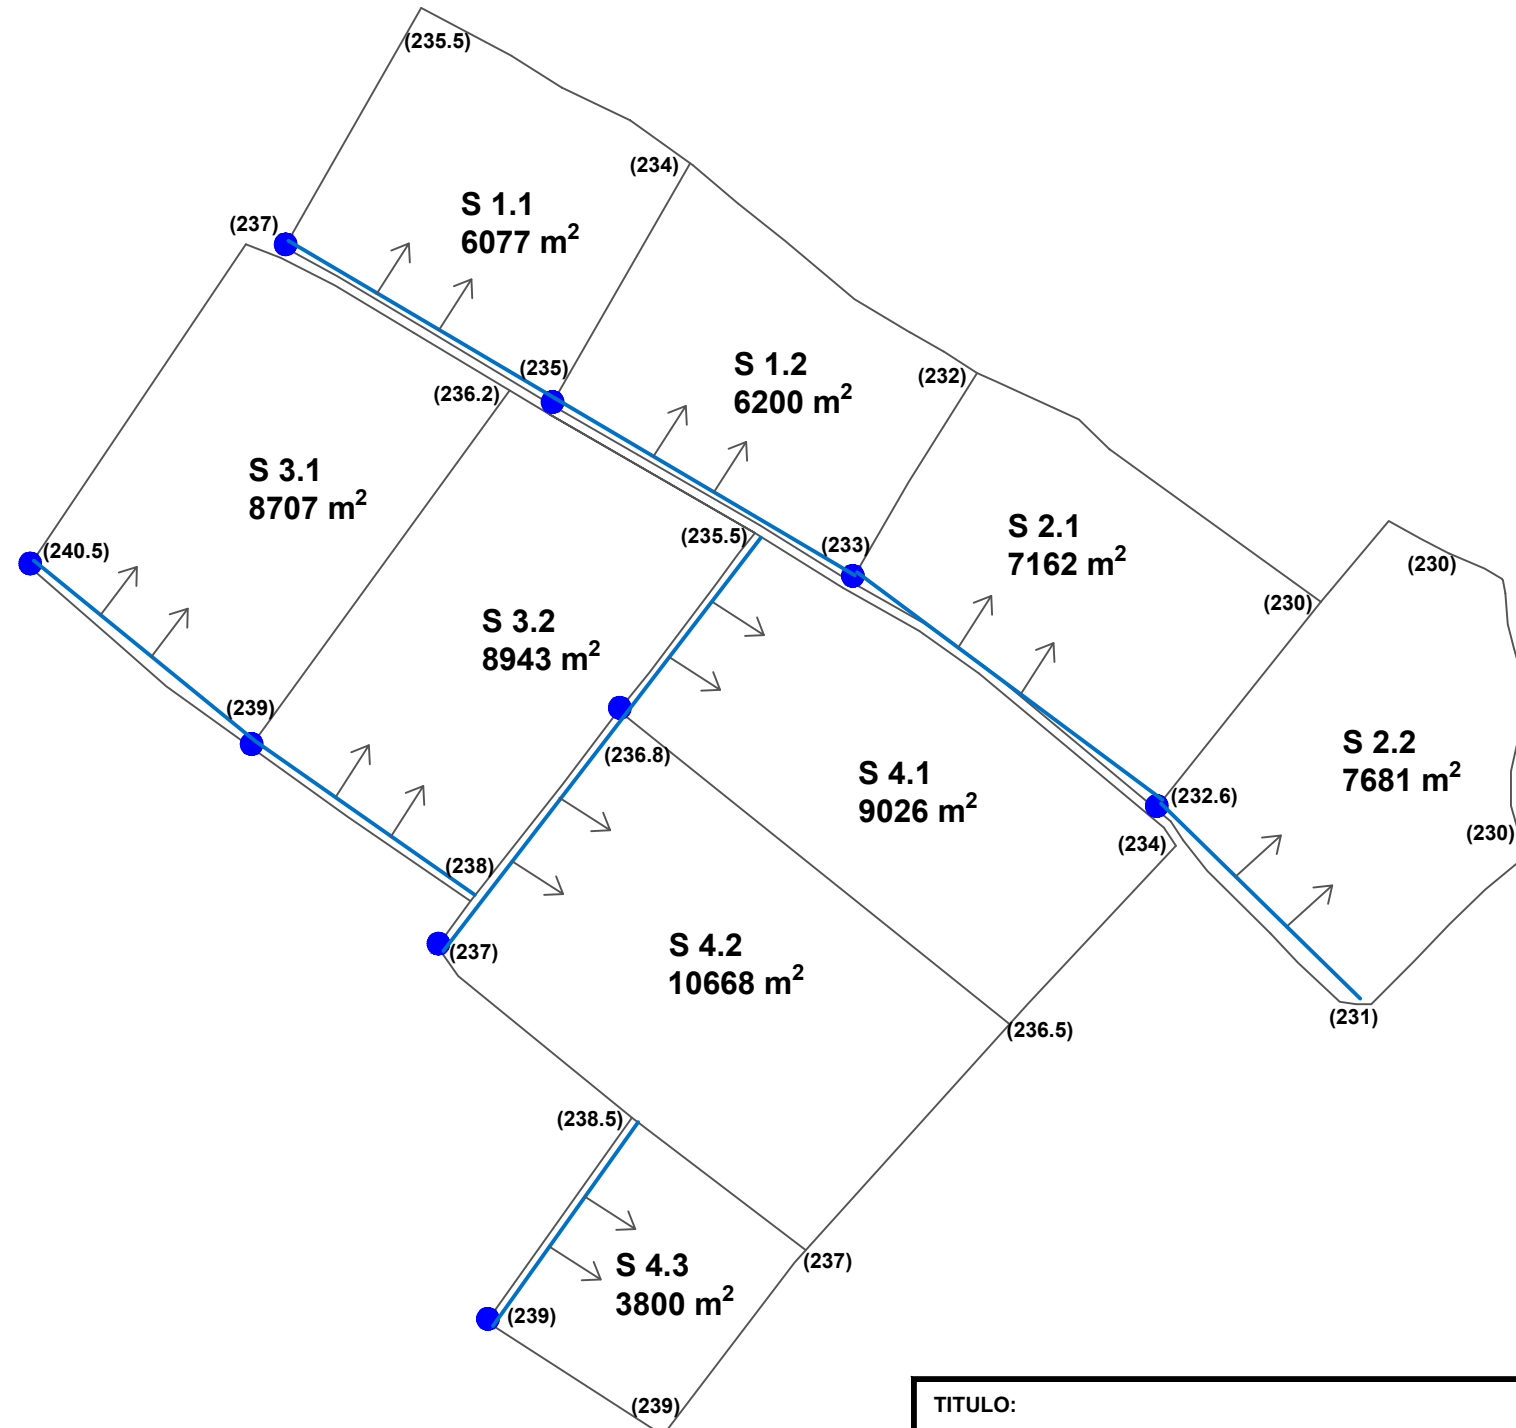 (235.5)
(234)
S 1.1
6077 m²
(237)
(235)
(236.2)
S 1.2
6200 m²
(232)
S 3.1
8707 m²
(240.5)
(235.5)
(233)
S 2.1
7162 m²
(230)
(230)
S 3.2
8943 m²
(239)
(236.8)
S 4.1
9026 m²
(232.6)
S 2.2
7681 m²
(234)
(230)
(238)
(237)
S 4.2
10668 m²
(236.5)
(231)
(238.5)
(237)
S 4.3
3800 m²
(239)
(239)
TITULO: